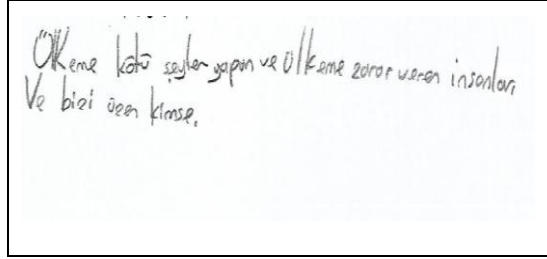 Ülkeme kötü şeyler yapan ve ülkeme zarar veren insanları
Ve bizi üzen kimse.